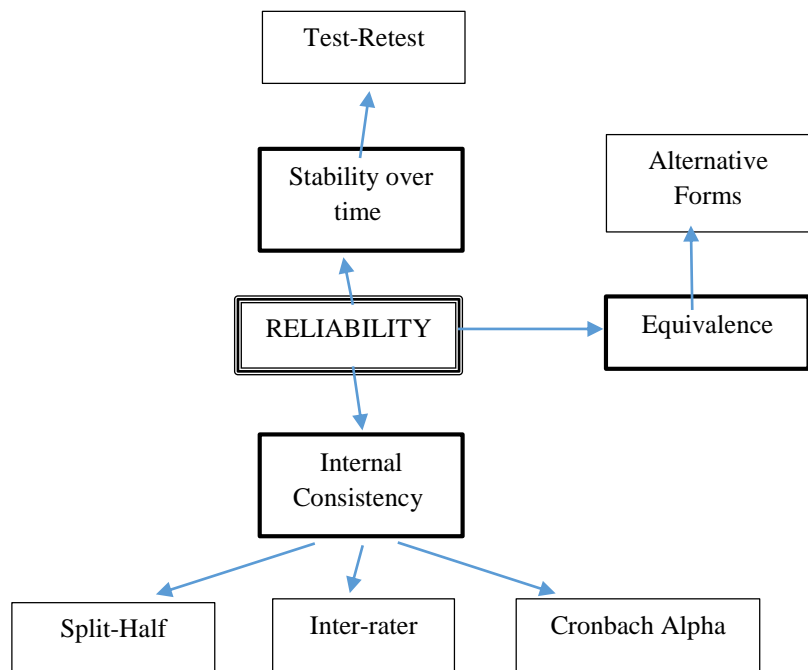 Test-Retest
Stability over
time
Alternative
Forms
RELIABILITY
Equivalence
Internal
Consistency
Split-Half
Inter-rater
Cronbach Alpha